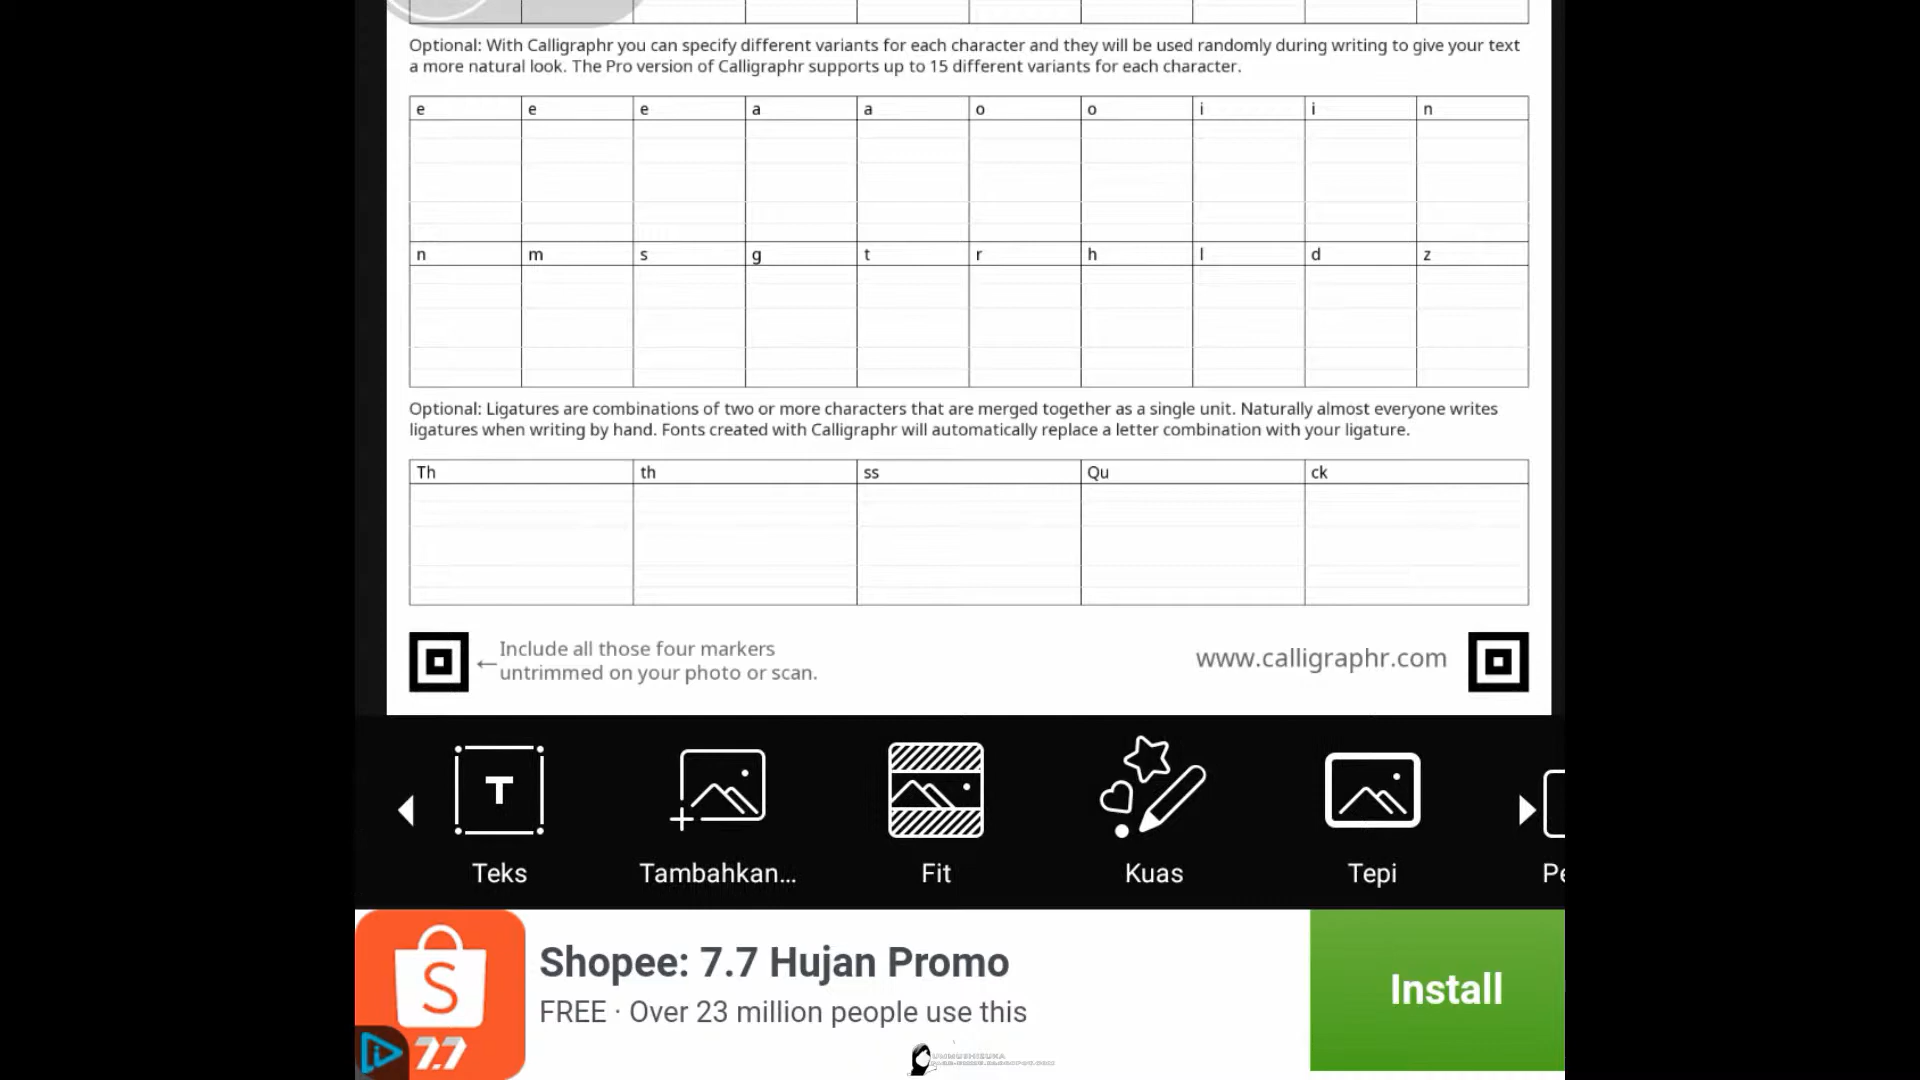 Optional: With Calligraphr you can specify different variants for each character and they will be used randomly during writing to give your text
a more natural look. The Pro version of Calligraphr supports up to 15 different variants for each character.
e e e a a o o i i n
n m s g t r h l d z
Optional: Ligatures are combinations of two or more characters that are merged together as a single unit. Naturally almost everyone writes
ligatures when writing by hand. Fonts created with Calligraphr will automatically replace a letter combination with your ligature.
Th th ss Qu ck
←Include all those four markers
untrimmed on your photo or scan.
www.calligraphr.com
T
Teks Tambahkan... Fit Kuas Tepi Pe
Shopee: 7.7 Hujan Promo
FREE · Over 23 million people use this
Install
S
7.7